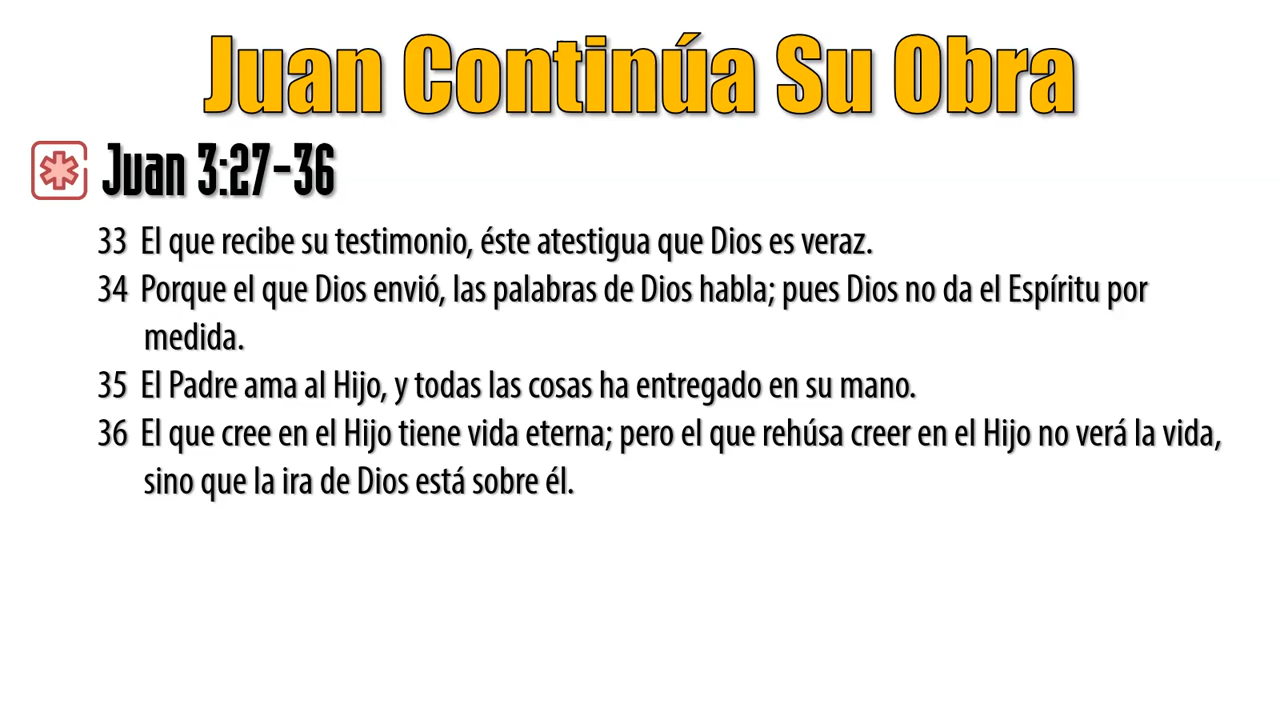 Juan Continúa Su Obra
Juan 3:27-36
33 El que recibe su testimonio, éste atestigua que Dios es veraz.
34 Porque el que Dios envió, las palabras de Dios habla; pues Dios no da el Espíritu por
medida.
35 El Padre ama al Hijo, y todas las cosas ha entregado en su mano.
36 El que cree en el Hijo tiene vida eterna; pero el que rehúsa creer en el Hijo no verá la vida,
sino que la ira de Dios está sobre él.